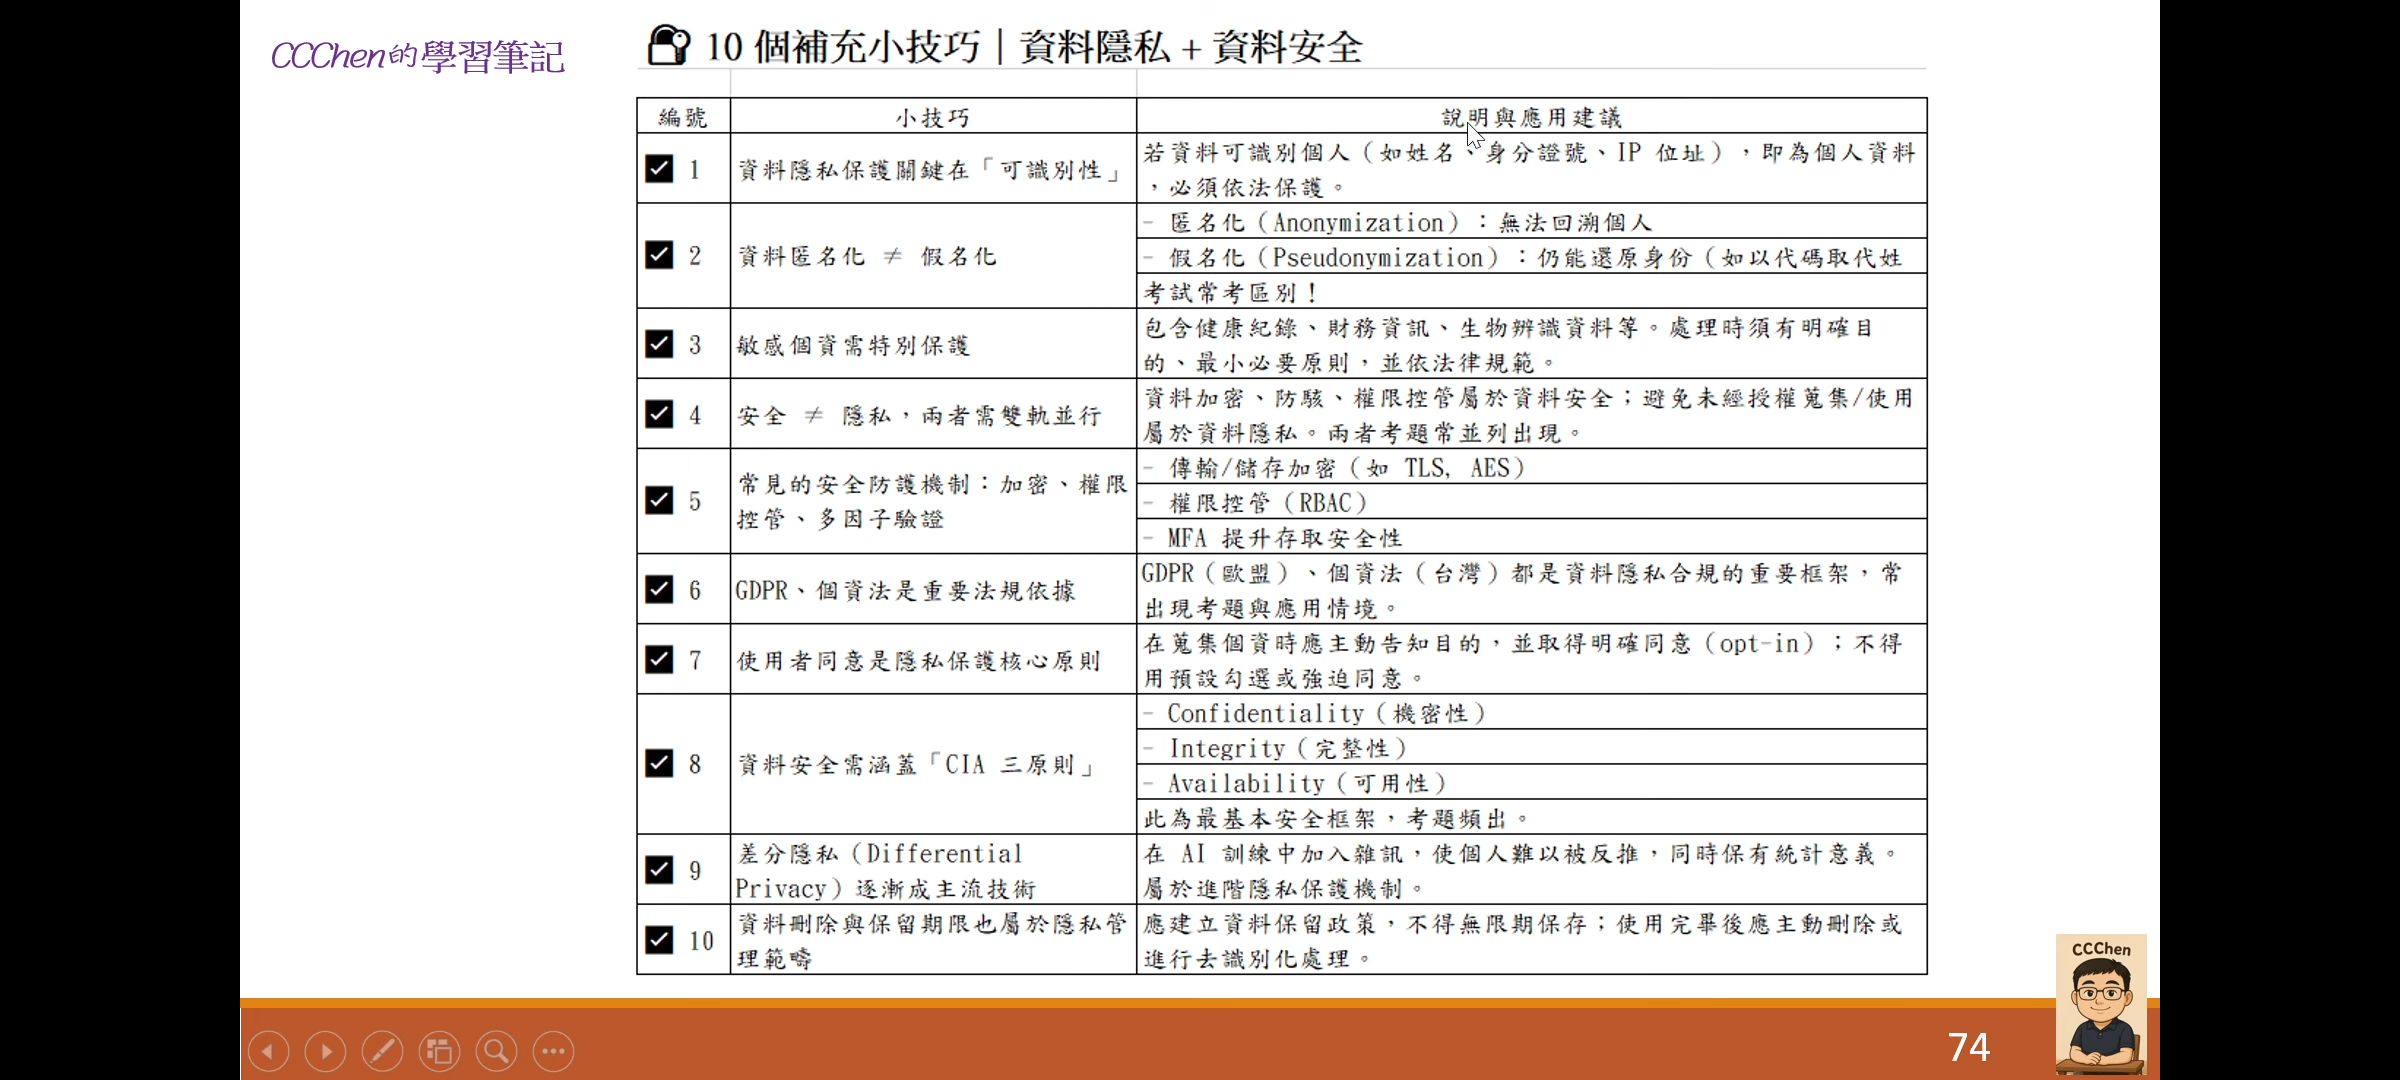 CCChen的學習筆記
10 個補充小技巧｜資料隱私 + 資料安全
編號 小技巧 說明與應用建議
1 資料隱私保護關鍵在「可識別性」 若資料可識別個人（如姓名、身分證號、IP 位址），即為個人資料
，必須依法保護。
2 資料匿名化 ≠ 假名化 - 匿名化（Anonymization）：無法回溯個人
- 假名化（Pseudonymization）：仍能還原身份（如以代碼取代姓
考試常考區別！
3 敏感個資需特別保護 包含健康紀錄、財務資訊、生物辨識資料等。處理時須有明確目
的、最小必要原則，並依法律規範。
4 安全 ≠ 隱私，兩者需雙軌並行 資料加密、防駭、權限控管屬於資料安全；避免未經授權蒐集/使用
屬於資料隱私。兩者考題常並列出現。
5 常見的安全防護機制：加密、權限
控管、多因子驗證
- 傳輸/儲存加密（如 TLS, AES）
- 權限控管（RBAC）
- MFA 提升存取安全性
6 GDPR、個資法是重要法規依據 GDPR（歐盟）、個資法（台灣）都是資料隱私合規的重要框架，常
出現考題與應用情境。
7 使用者同意是隱私保護核心原則 在蒐集個資時應主動告知目的，並取得明確同意（opt-in）；不得
用預設勾選或強迫同意。
8 資料安全需涵蓋「CIA 三原則」 - Confidentiality（機密性）
- Integrity（完整性）
- Availability（可用性）
此為最基本安全框架，考題頻出。
9 差分隱私（Differential
Privacy）逐漸成主流技術
在 AI 訓練中加入雜訊，使個人難以被反推，同時保有統計意義。
屬於進階隱私保護機制。
10 資料刪除與保留期限也屬於隱私管
理範疇
應建立資料保留政策，不得無限期保存；使用完畢後應主動刪除或
進行去識別化處理。
CCChen
74